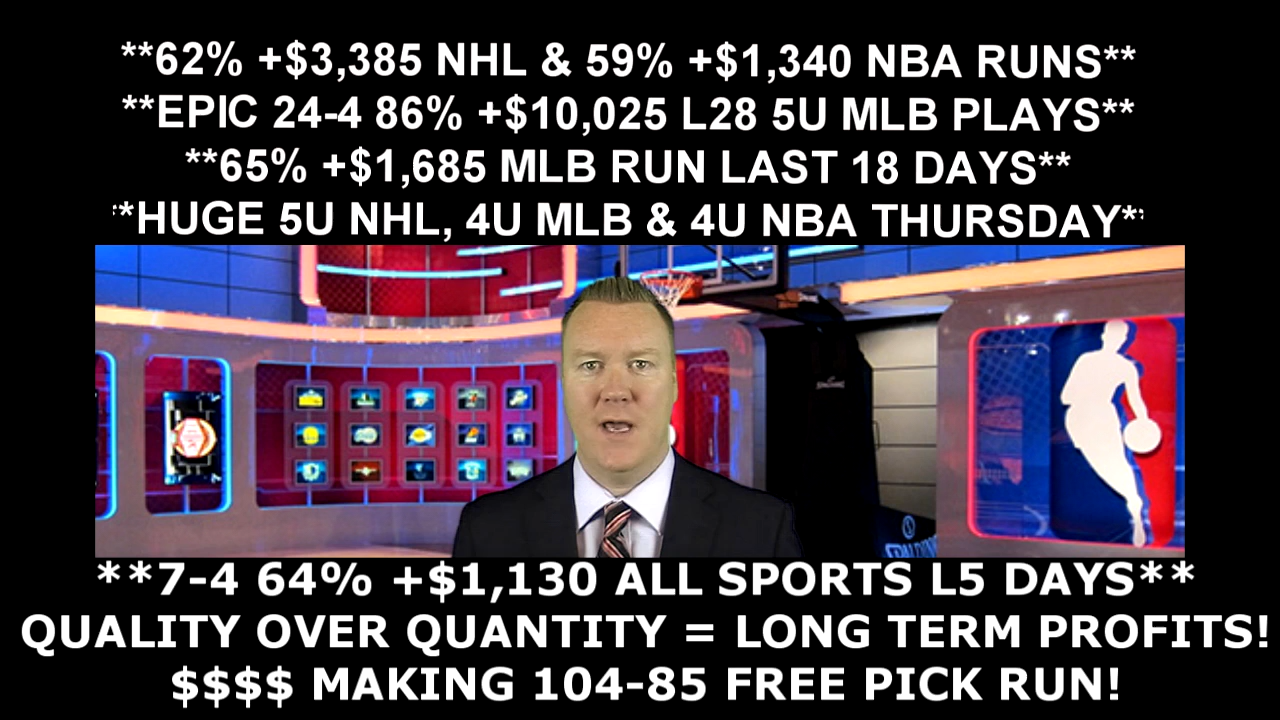 **62% +$3,385 NHL & 59% +$1,340 NBA RUNS**
**EPIC 24-4 86% +$10,025 L28 5U MLB PLAYS**
**65% +$1,685 MLB RUN LAST 18 DAYS**
**HUGE 5U NHL, 4U MLB & 4U NBA THURSDAY**
SPALDING
**7-4 64% +$1,130 ALL SPORTS L5 DAYS**
QUALITY OVER QUANTITY = LONG TERM PROFITS!
$$$$ MAKING 104-85 FREE PICK RUN!